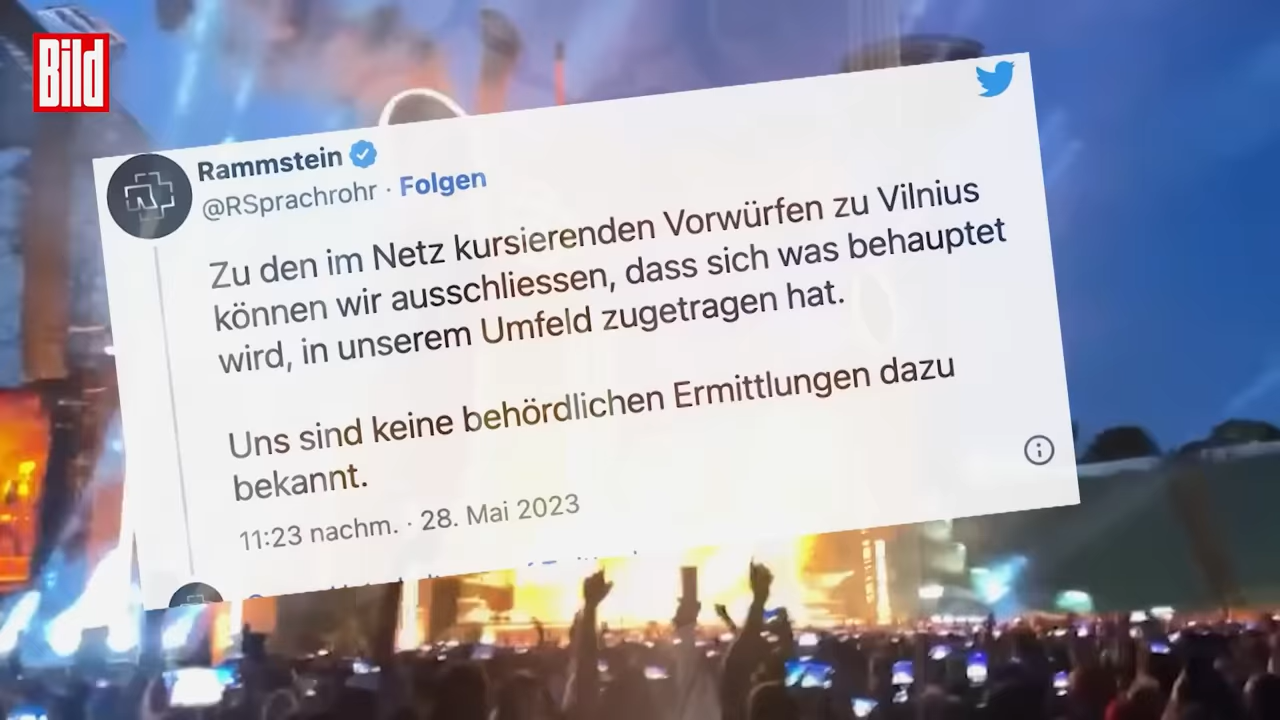 Bild
Rammstein
@RSprachrohr · Folgen
Zu den im Netz kursierenden Vorwürfen zu Vilnius
können wir ausschliessen, dass sich was behauptet
wird, in unserem Umfeld zugetragen hat.
Uns sind keine behördlichen Ermittlungen dazu
bekannt.
11:23 nachm. · 28. Mai 2023